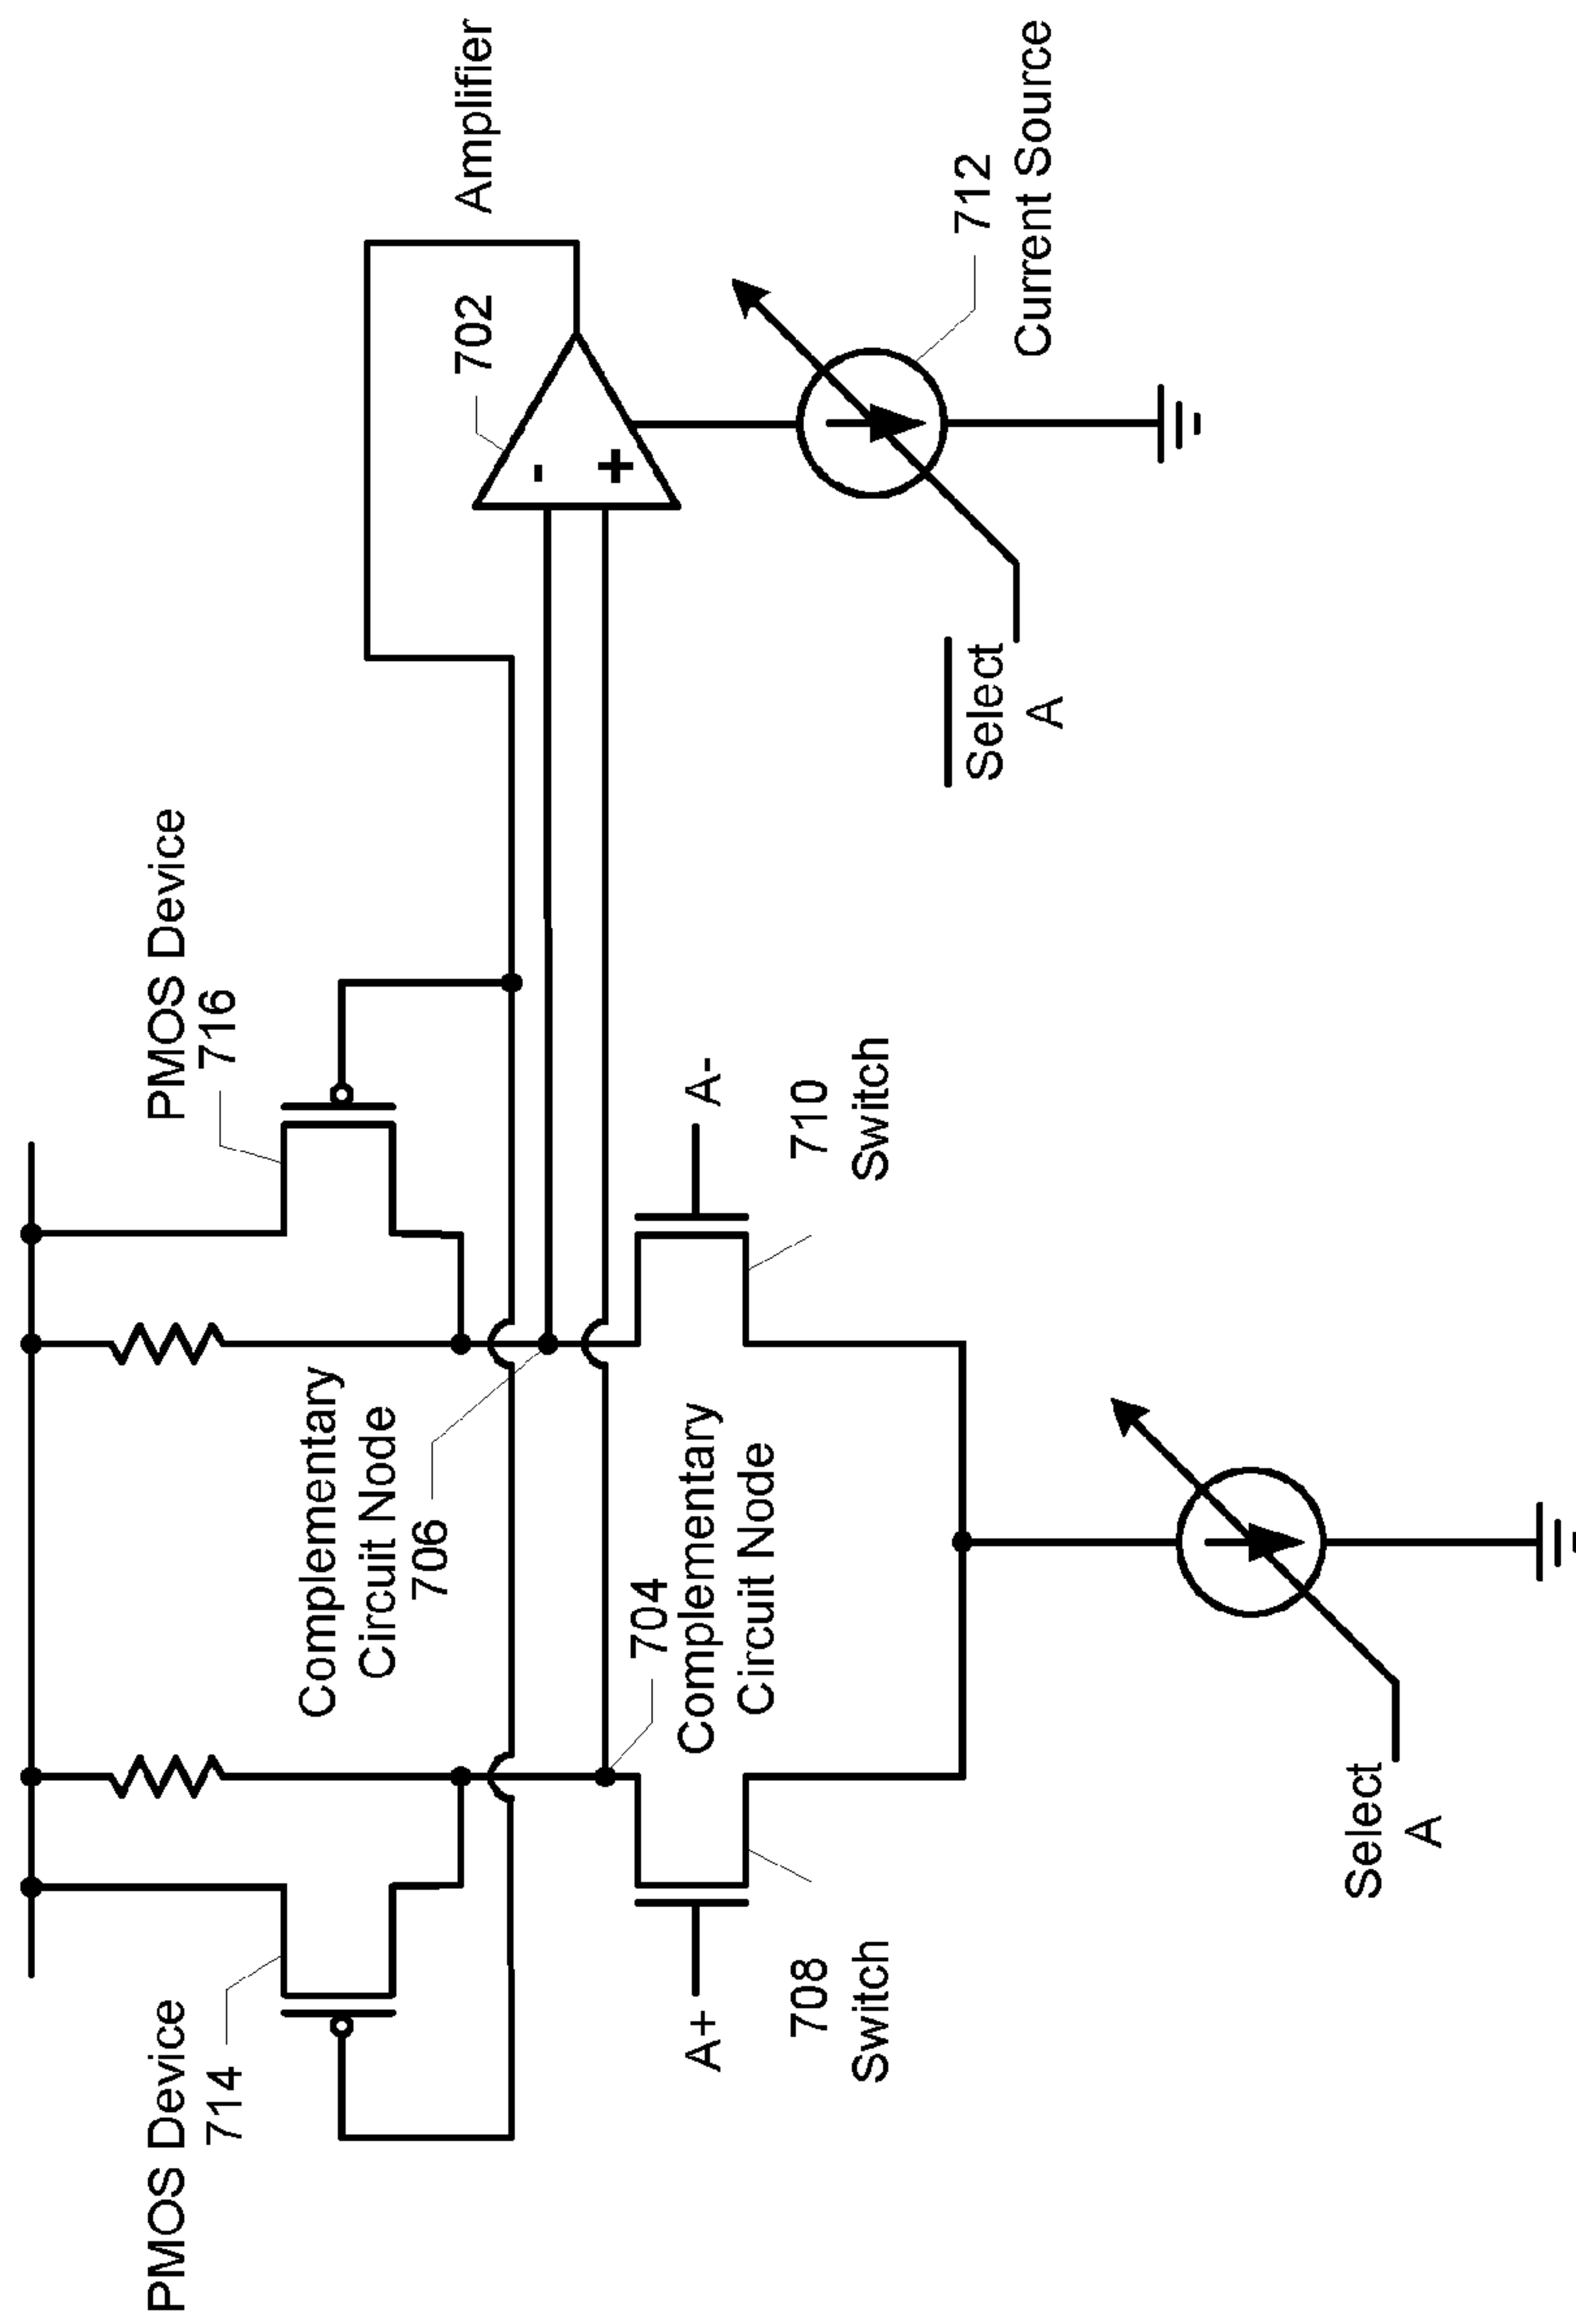 PMOS Device
714
PMOS Device
716
Complementary
Circuit Node
706
704
Complementary
Circuit Node
702
Amplifier
-
+
A+
708
Switch
A-
710
Switch
712
Current Source
Select
A
Select
A